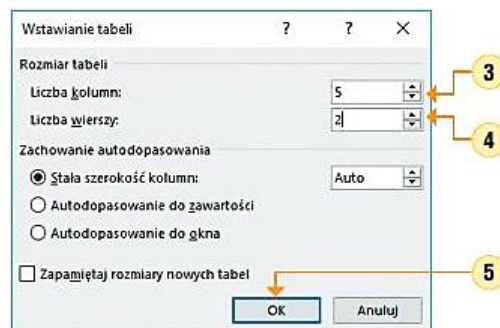 Wstawianie tabeli ? ? X
Rozmiar tabeli
Liczba kolumn: 5 3
Liczba wierszy: 2 4
Zachowanie autodopasowania
Stała szerokość kolumn: Auto
Autodopasowanie do zawartości
Autodopasowanie do okna
Zapamiętaj rozmiary nowych tabel 5
OK Anuluj